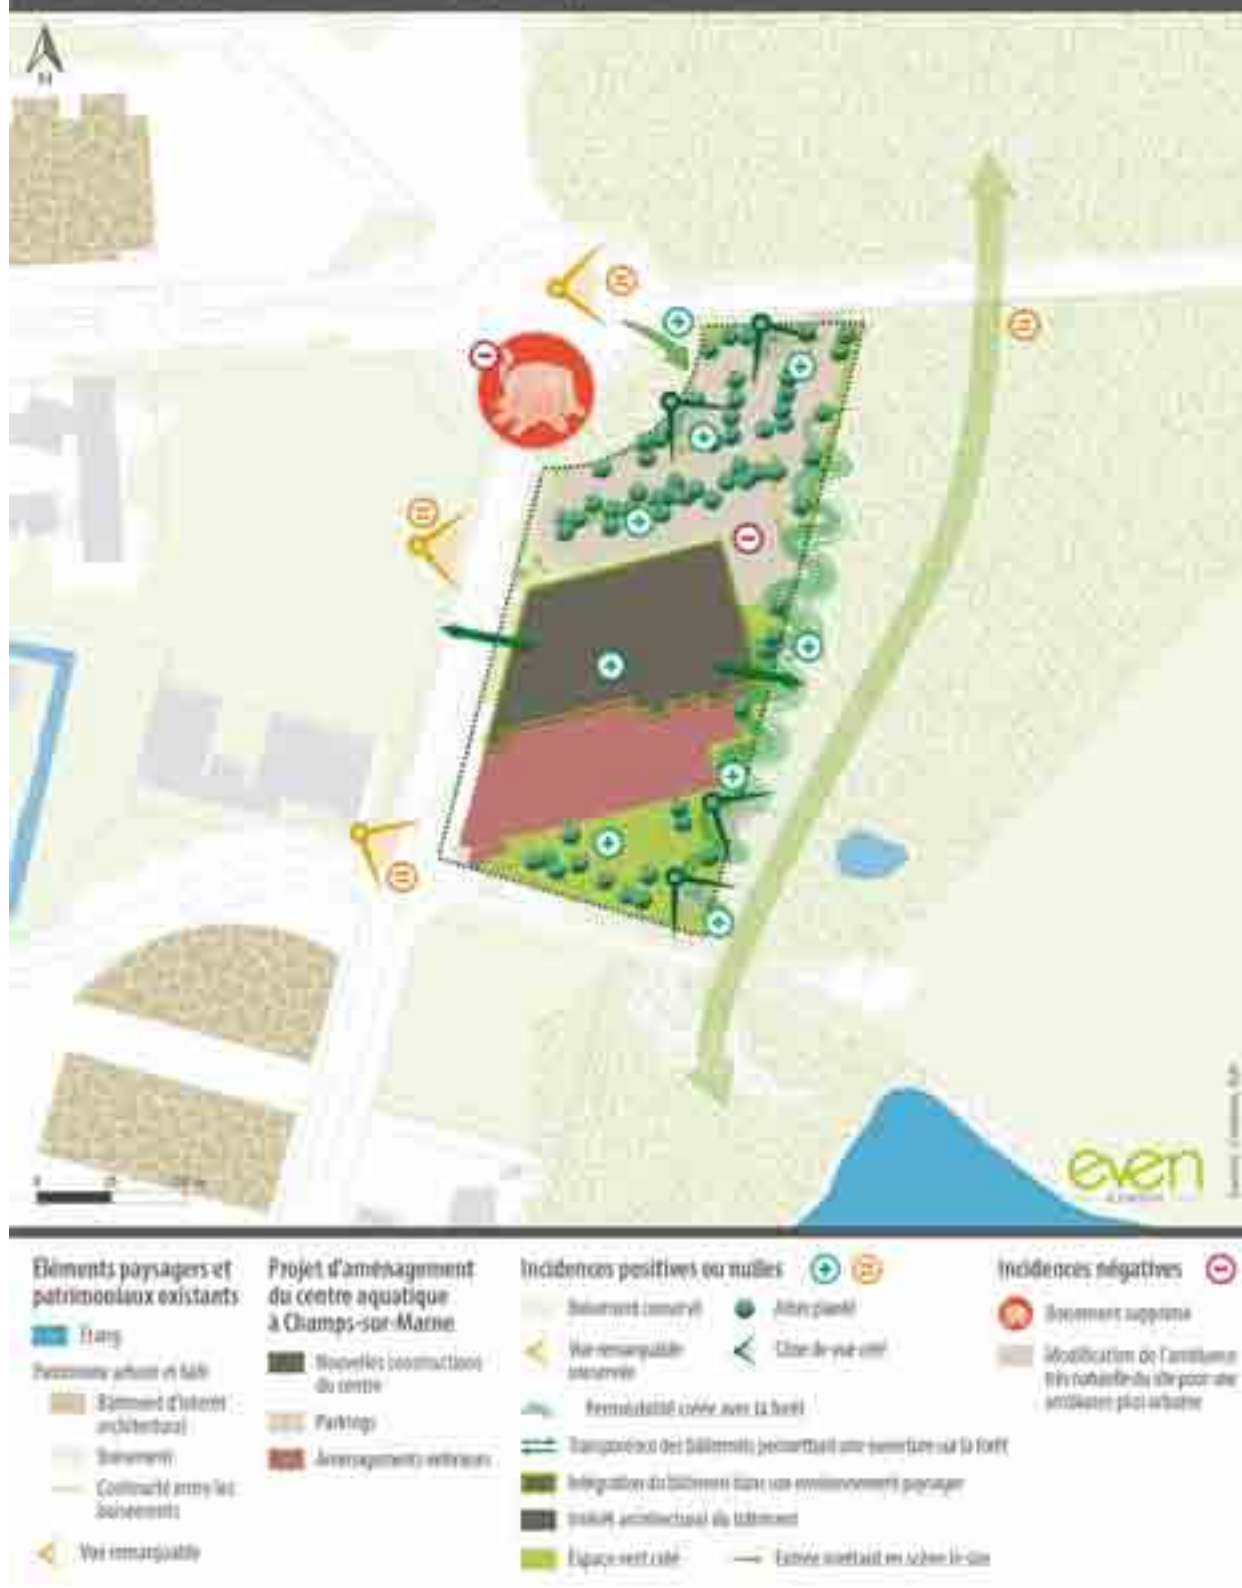 N
even
Eléments paysagers et
patrimoniaux existants
Etang
Patrimoine urbain et bâti
Bâtiment d'intérêt
architectural
Boisement
Continuité entre les
boisements
Vue remarquable
Projet d'aménagement
du centre aquatique
à Champs-sur-Marne
Nouvelles constructions
du centre
Parkings
Aménagements extérieurs
Incidences positives ou nulles
Boisement conservé
Arbre planté
Vue remarquable
conservée
Cône de vue créé
Perméabilité créée avec la forêt
Transparence des bâtiments permettant une ouverture sur la forêt
Intégration du bâtiment dans son environnement paysager
Intérêt architectural du bâtiment
Espace vert créé
Entrée mettant en scène le site
Incidences négatives
Boisement supprimé
Modification de l'ambiance
très naturelle du site pour une
ambiance plus urbaine